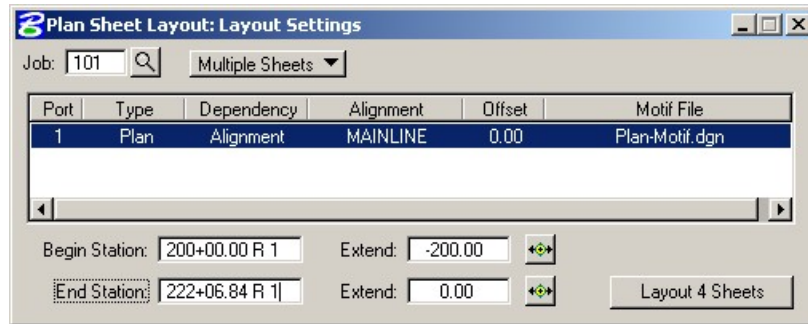 Plan Sheet Layout: Layout Settings
Job: 101 Multiple Sheets
Port Type Dependency Alignment Offset Motif File
1 Plan Alignment MAINLINE 0.00 Plan-Motif.dgn
Begin Station: 200+00.00 R 1 Extend: -200.00
End Station: 222+06.84 R 1 Extend: 0.00 Layout 4 Sheets